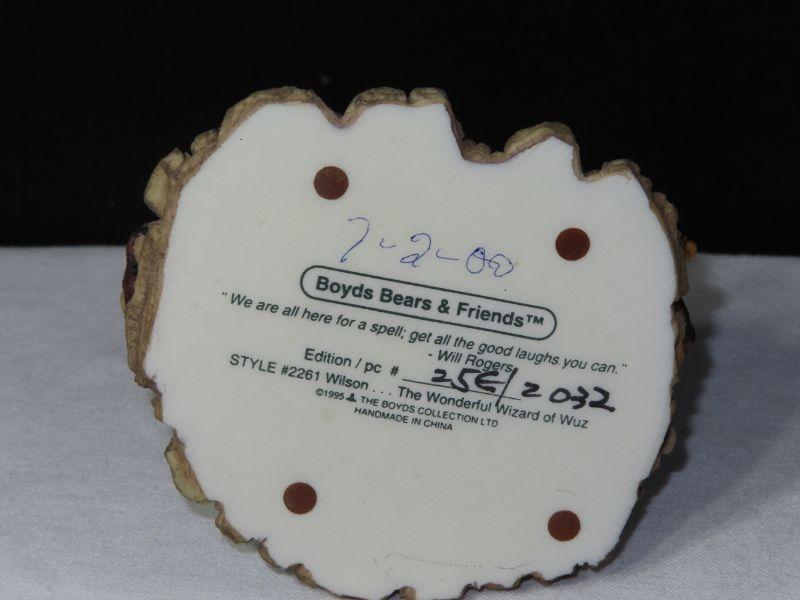 7-2-00
Boyds Bears & Friends™
"We are all here for a spell; get all the good laughs you can."
- Will Rogers
Edition / pc # 25E/2032
STYLE #2261 Wilson . . . The Wonderful Wizard of Wuz
©1995 THE BOYDS COLLECTION LTD
HANDMADE IN CHINA